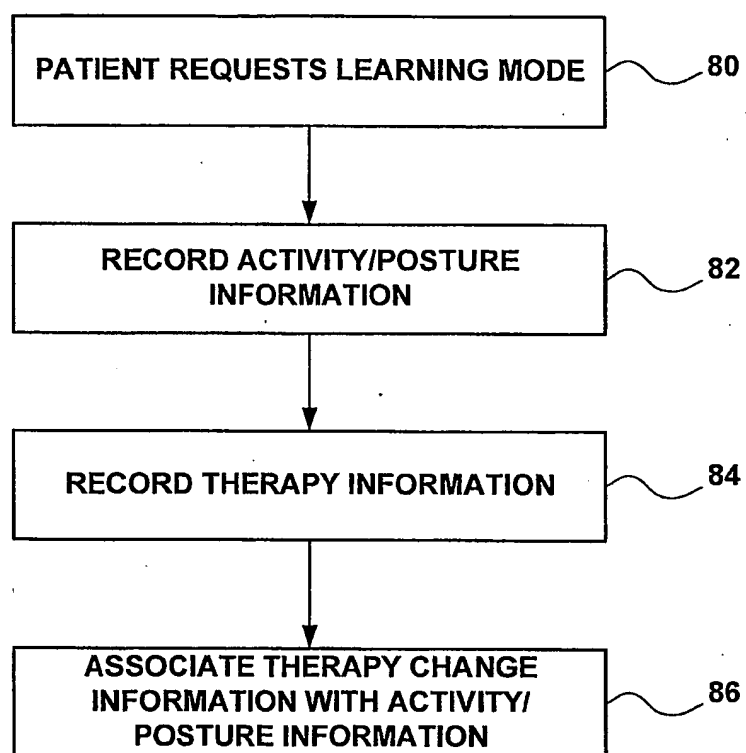 PATIENT REQUESTS LEARNING MODE
80
RECORD ACTIVITY/POSTURE
INFORMATION
82
RECORD THERAPY INFORMATION
84
ASSOCIATE THERAPY CHANGE
INFORMATION WITH ACTIVITY/
POSTURE INFORMATION
86